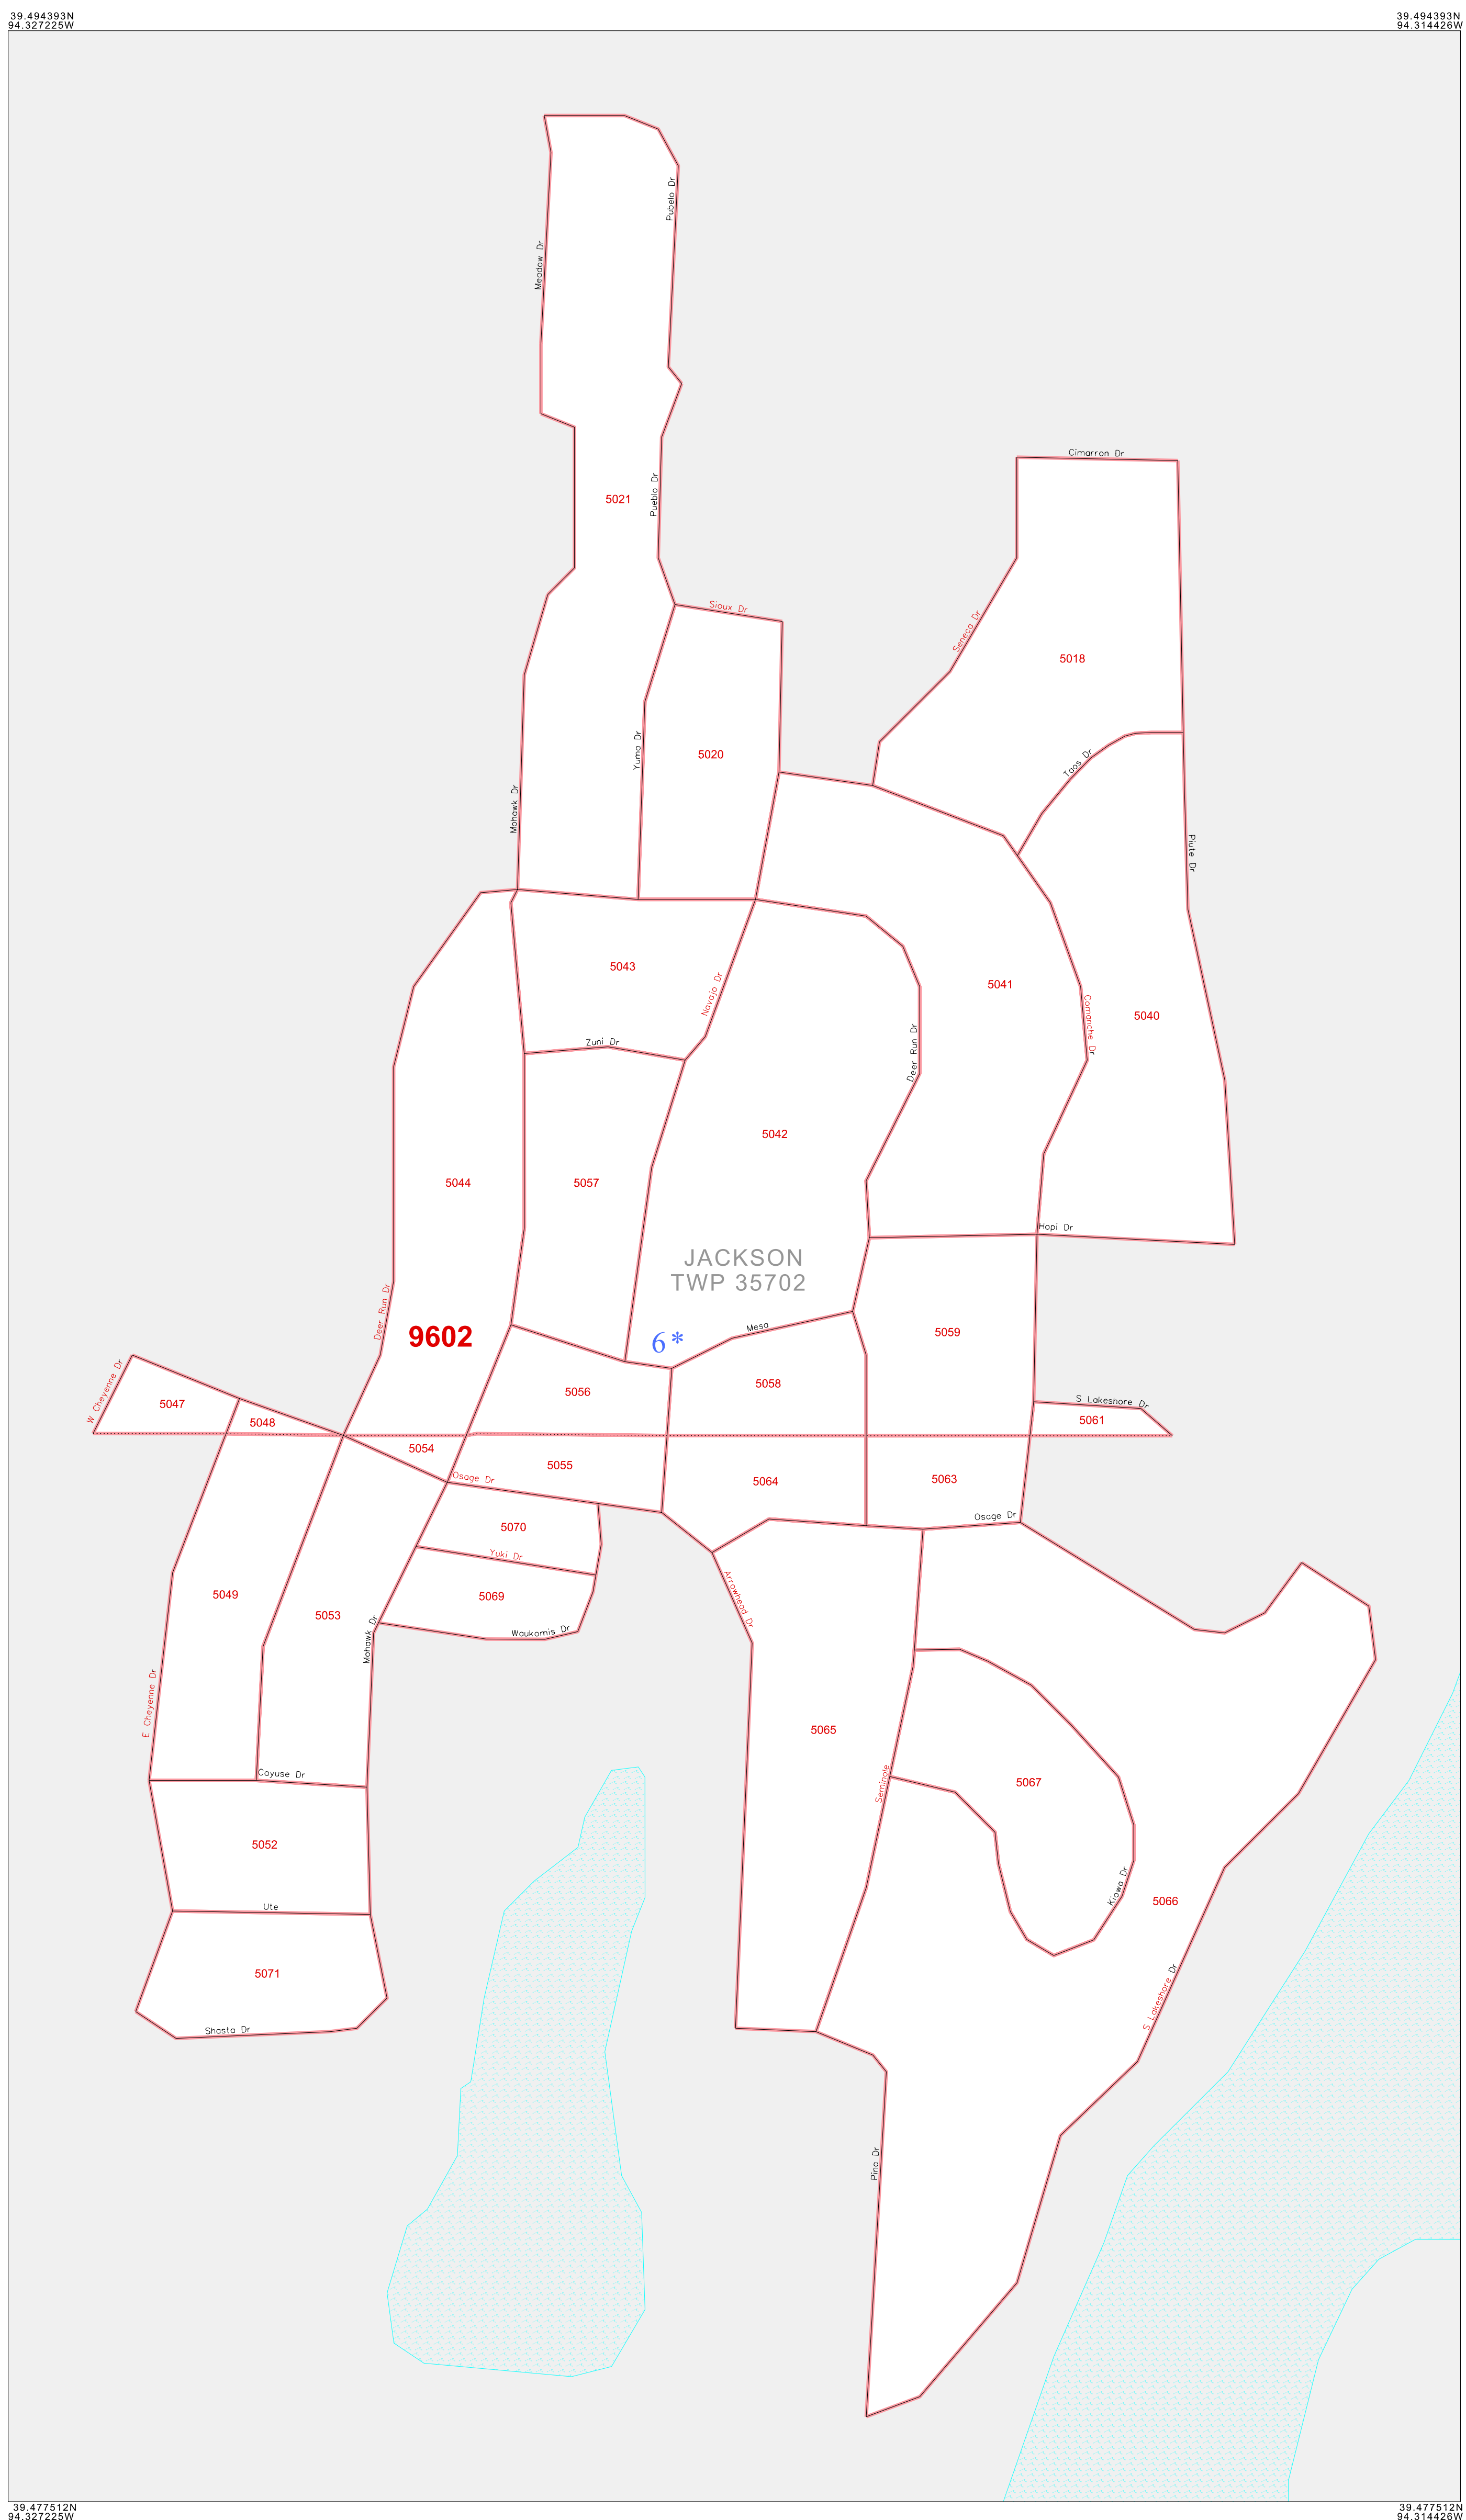 39.494393N
94.327225W
39.494393N
94.314426W
Pubelo Dr
Meadow Dr
Cimarron Dr
Pueblo Dr
5021
Sioux Dr
Seneca Dr
5018
Yuma Dr
5020
Taos Dr
Mohawk Dr
Piute Dr
5043
Navajo Dr
5041
Comanche Dr
5040
Zuni Dr
Deer Run Dr
5042
5044
5057
Hopi Dr
JACKSON
TWP 35702
Deer Run Dr
9602
6*
Mesa
5059
W Cheyenne Dr
5047
5048
5056
5058
S Lakeshore Dr
5061
5054
5055
Osage Dr
5064
5063
Osage Dr
5070
Yuki Dr
5049
5053
5069
Arrowhead Dr
Mohawk Dr
Waukomis Dr
E Cheyenne Dr
5065
Cayuse Dr
Seminole
5067
5052
Kiowa Dr
5066
Ute
5071
S Lakeshore Dr
Shasta Dr
Pina Dr
39.477512N
94.327225W
39.477512N
94.314426W